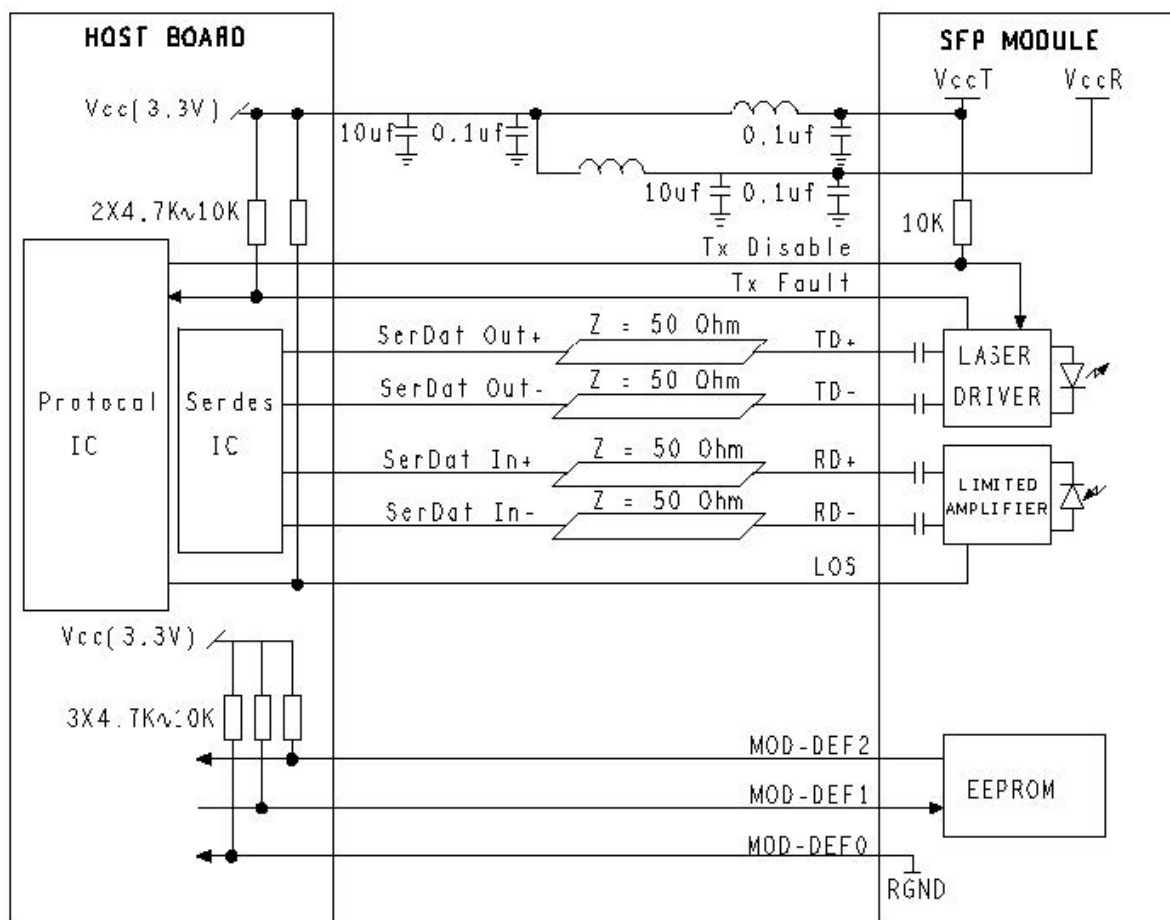 HOST BOARD
SFP MODULE
VccT
VccR
Vcc(3.3V)
10uf
0.1uf
0.1uf
10uf
0.1uf
2X4.7K~10K
10K
Tx Disable
Tx Fault
Z = 50 Ohm
SerDat Out+
TD+
Z = 50 Ohm
SerDat Out-
TD-
LASER
DRIVER
Protocal
IC
Serdes
IC
Z = 50 Ohm
SerDat In+
RD+
Z = 50 Ohm
SerDat In-
RD-
LIMITED
AMPLIFIER
LOS
Vcc(3.3V)
3X4.7K~10K
MOD-DEF2
MOD-DEF1
MOD-DEF0
EEPROM
RGND